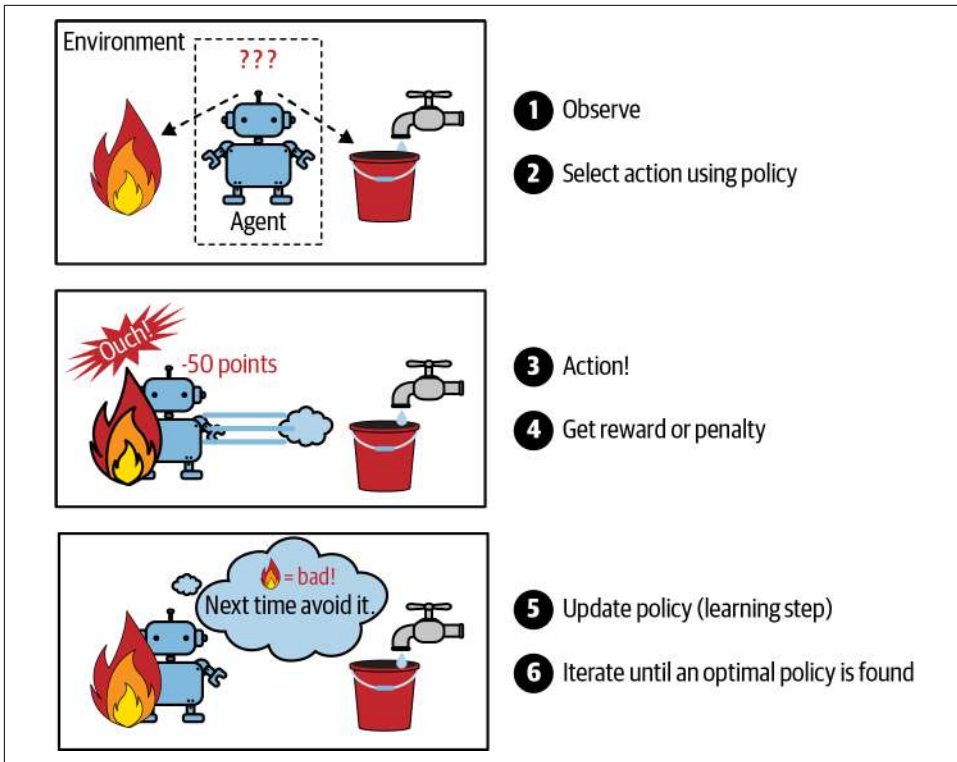 Environment
???
Agent
1 Observe
2 Select action using policy
Ouch!
-50 points
3 Action!
4 Get reward or penalty
= bad!
Next time avoid it.
5 Update policy (learning step)
6 Iterate until an optimal policy is found